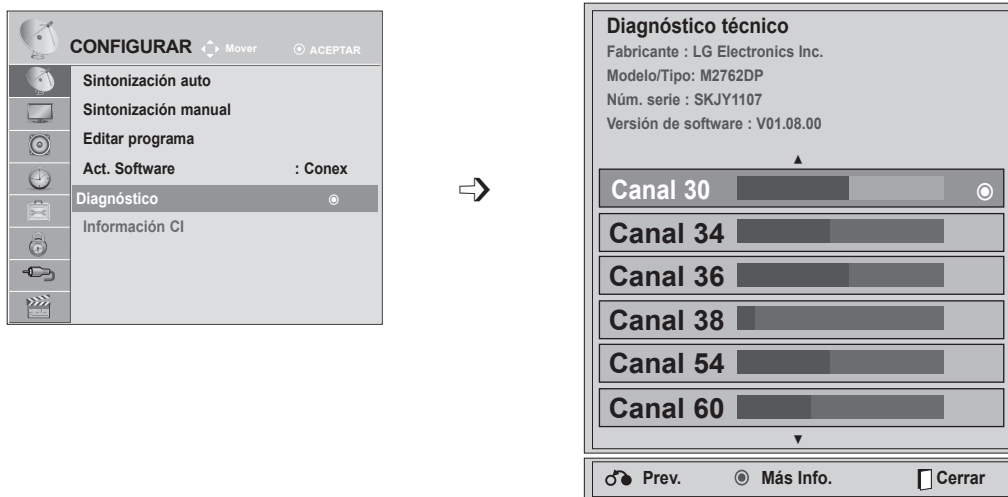 CONFIGURAR Mover ACEPTAR
Sintonización auto
Sintonización manual
Editar programa
Act. Software : Conex
Diagnóstico
Información CI
Diagnóstico técnico
Fabricante : LG Electronics Inc.
Modelo/Tipo: M2762DP
Núm. serie : SKJY1107
Versión de software : V01.08.00
Canal 30
Canal 34
Canal 36
Canal 38
Canal 54
Canal 60
Prev. Más Info. Cerrar